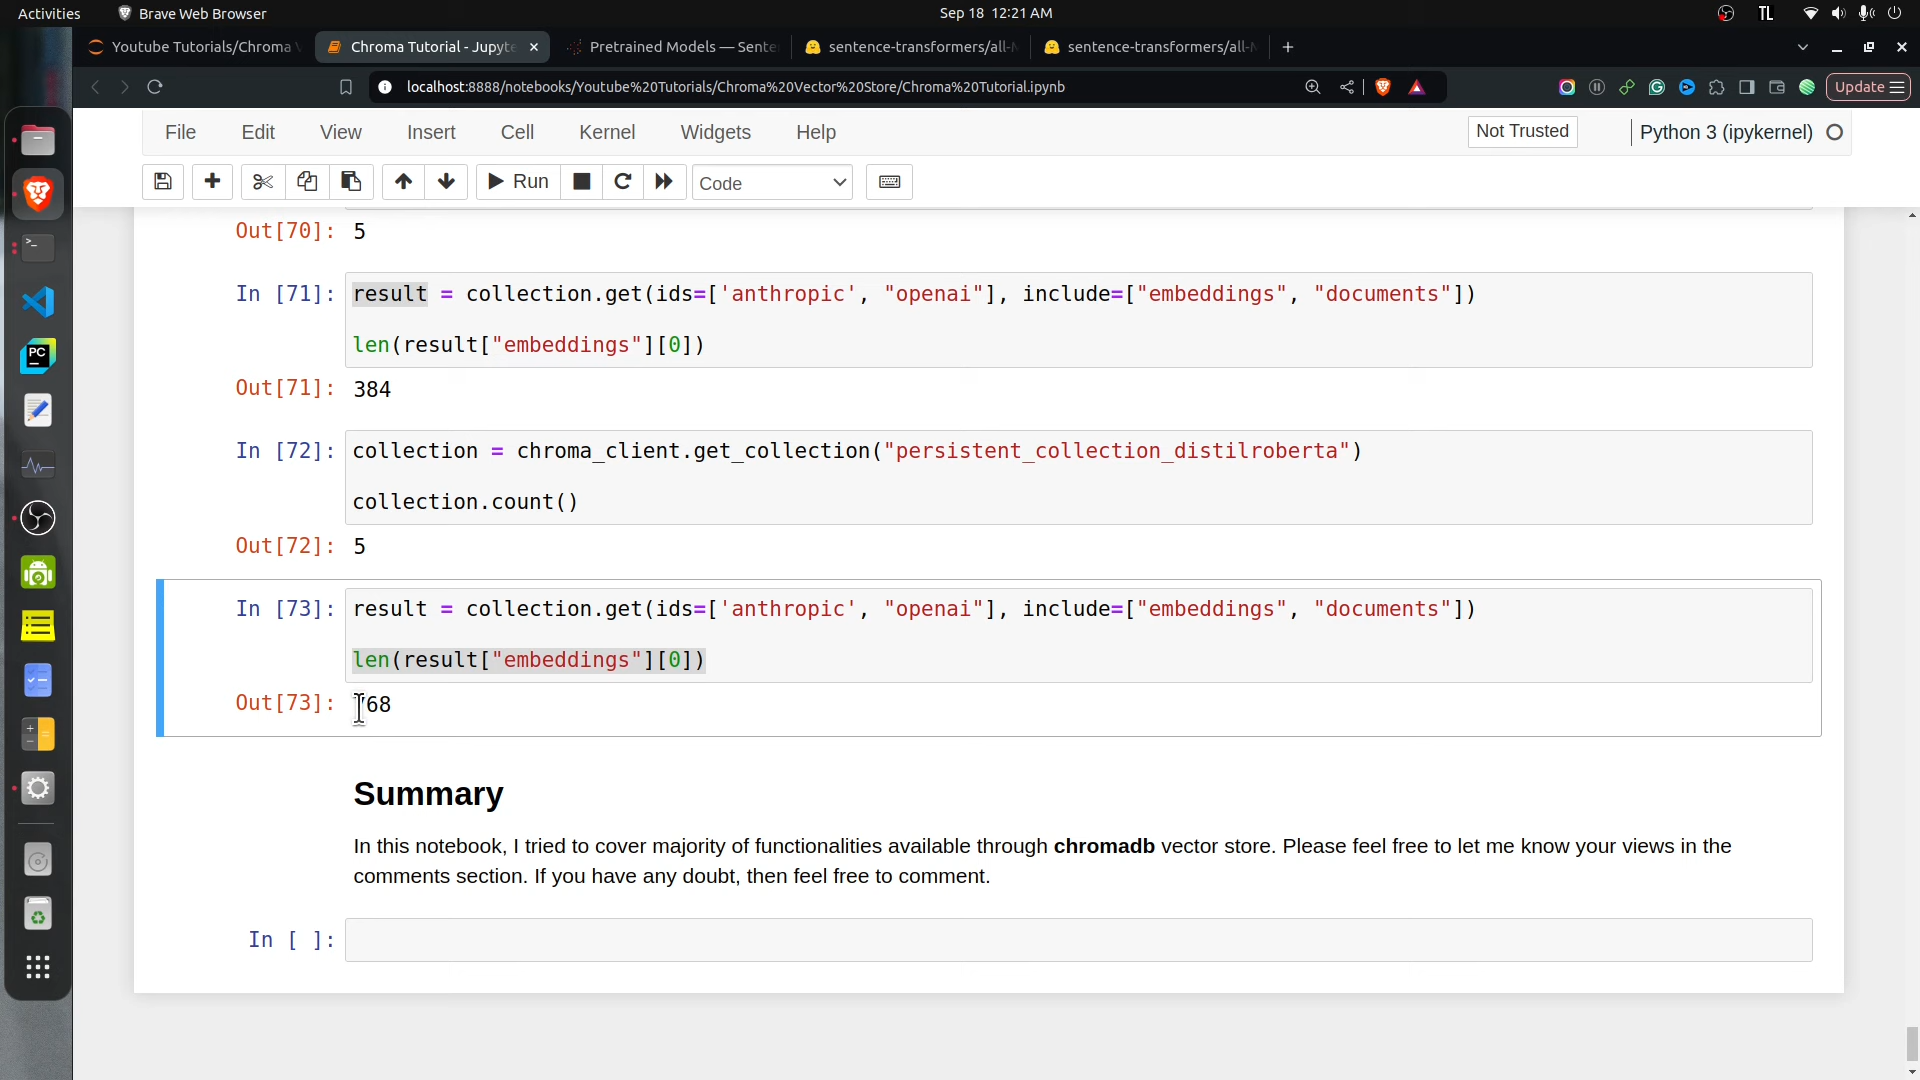 Activities
Brave Web Browser
Sep 18 12:21 AM
TL
Youtube Tutorials/Chroma V
Chroma Tutorial - Jupyte
Pretrained Models — Sente
sentence-transformers/all-M
sentence-transformers/all-M
localhost:8888/notebooks/Youtube%20Tutorials/Chroma%20Vector%20Store/Chroma%20Tutorial.ipynb
Update
File Edit View Insert Cell Kernel Widgets Help
Not Trusted
Python 3 (ipykernel)
Run
Code
Out[70]: 5
In [71]: result = collection.get(ids=['anthropic', "openai"], include=["embeddings", "documents"])
len(result["embeddings"][0])
Out[71]: 384
In [72]: collection = chroma_client.get_collection("persistent_collection_distilroberta")
collection.count()
Out[72]: 5
In [73]: result = collection.get(ids=['anthropic', "openai"], include=["embeddings", "documents"])
len(result["embeddings"][0])
Out[73]: 768
Summary
In this notebook, I tried to cover majority of functionalities available through chromadb vector store. Please feel free to let me know your views in the
comments section. If you have any doubt, then feel free to comment.
In [ ]:
PC